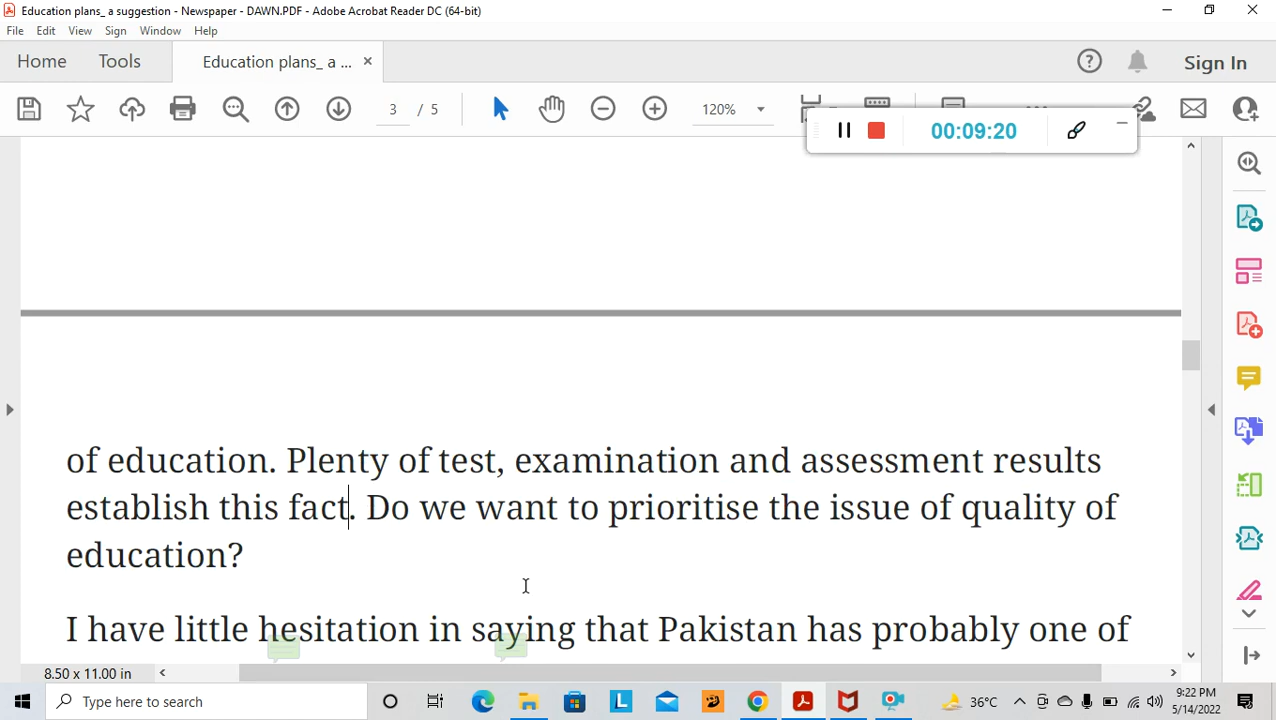 Education plans_ a suggestion - Newspaper - DAWN.PDF - Adobe Acrobat Reader DC (64-bit)
File Edit View Sign Window Help
Home Tools Education plans_ a ... × Sign In
3 / 5 120%
00:09:20
of education. Plenty of test, examination and assessment results
establish this fact. Do we want to prioritise the issue of quality of
education?
I have little hesitation in saying that Pakistan has probably one of
8.50 x 11.00 in
Type here to search
36°C
9:22 PM
5/14/2022